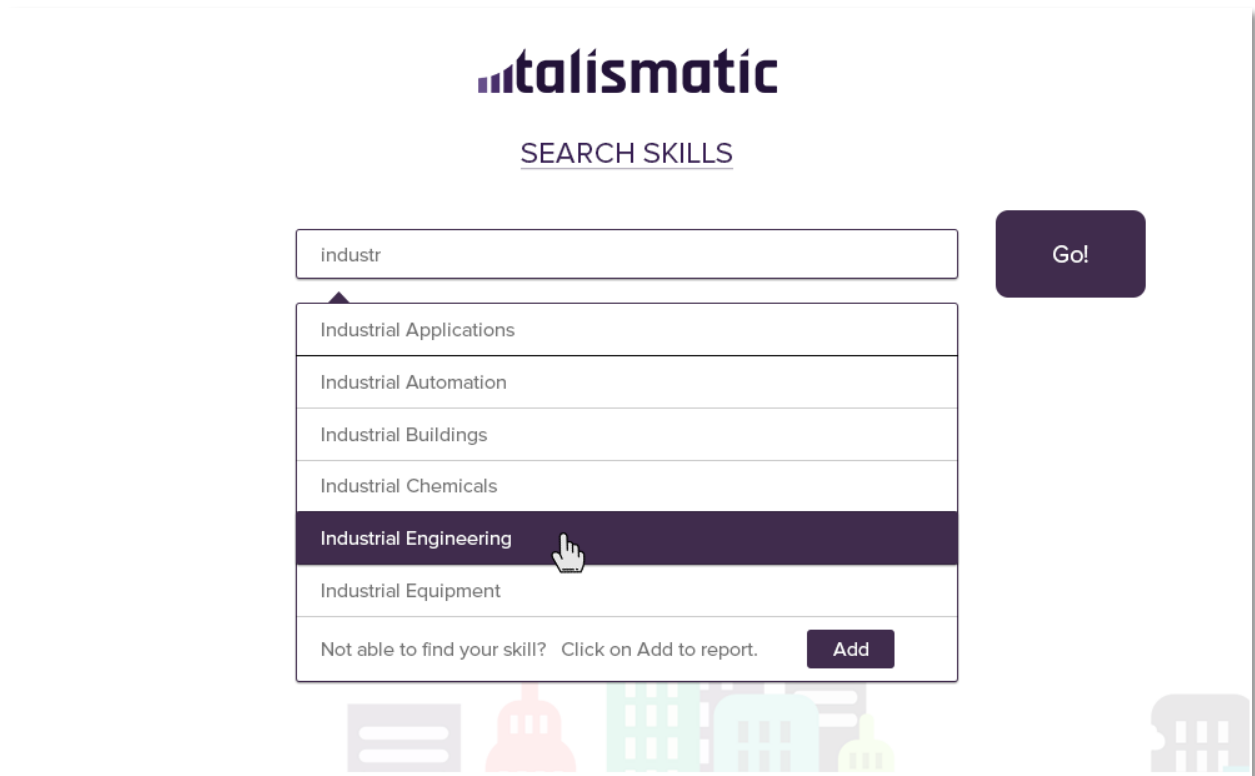 talismatic
SEARCH SKILLS
industr
Go!
Industrial Applications
Industrial Automation
Industrial Buildings
Industrial Chemicals
Industrial Engineering
Industrial Equipment
Not able to find your skill? Click on Add to report. Add